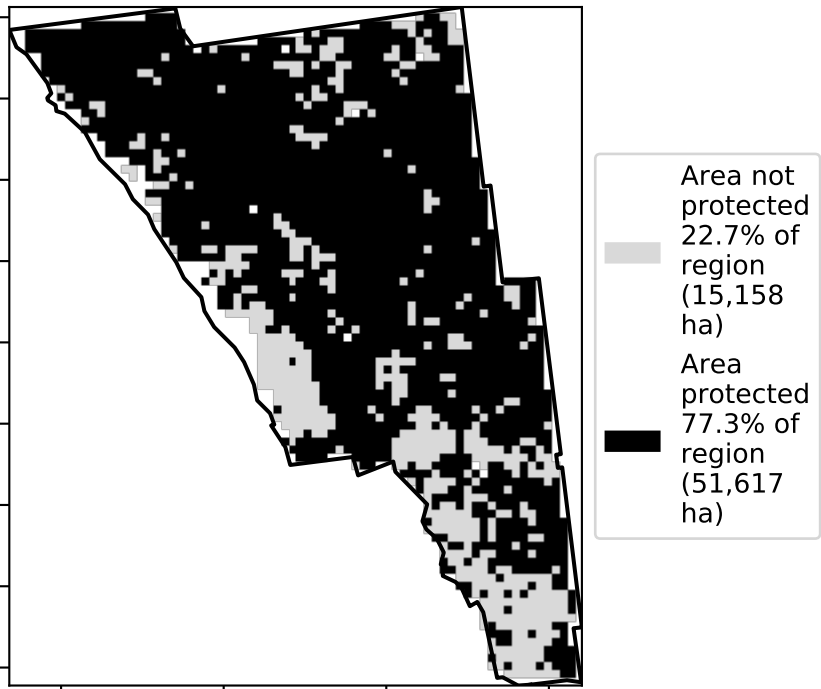 Area not
protected
22.7% of
region
(15,158
ha)
Area
protected
77.3% of
region
(51,617
ha)